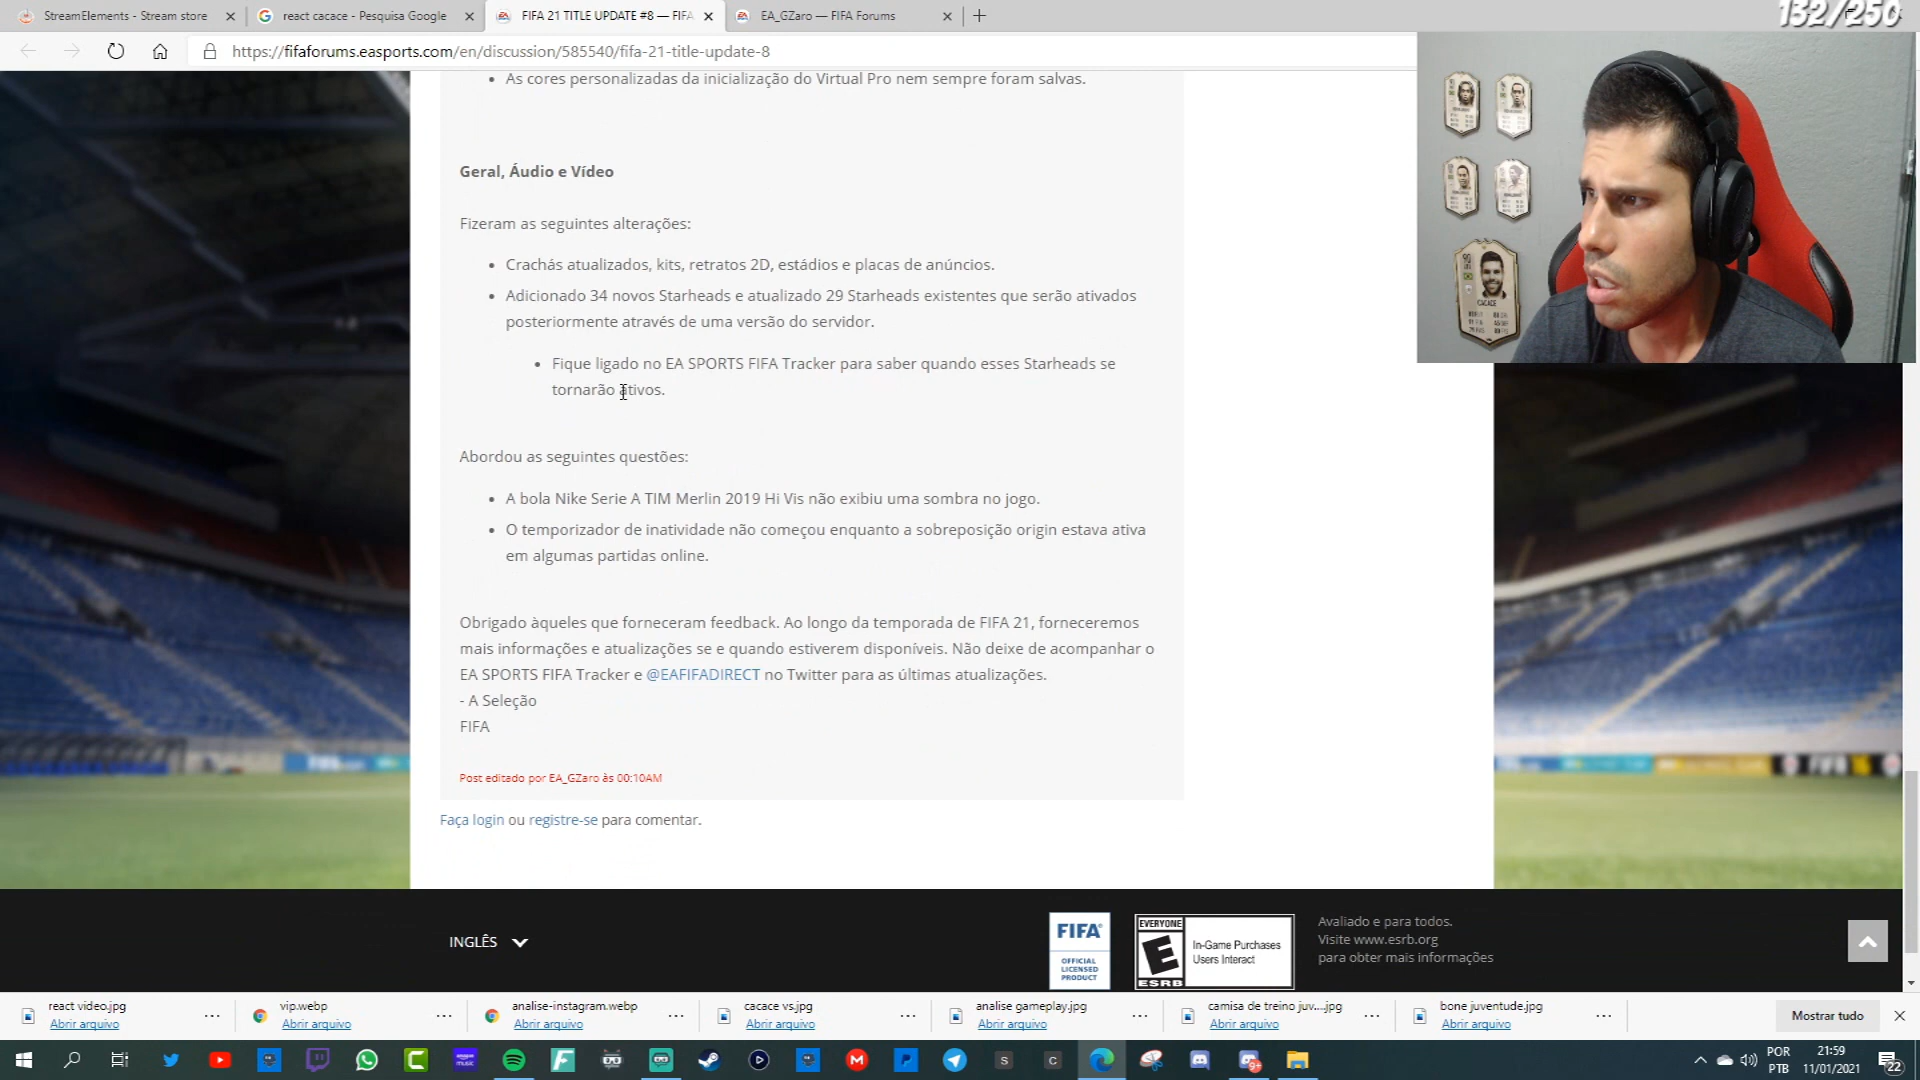 StreamElements - Stream store
react cacace - Pesquisa Google
FIFA 21 TITLE UPDATE #8 — FIFA
EA_GZaro — FIFA Forums
132/250
https://fifaforums.easports.com/en/discussion/585540/fifa-21-title-update-8
As cores personalizadas da inicialização do Virtual Pro nem sempre foram salvas.
Geral, Áudio e Vídeo
Fizeram as seguintes alterações:
Crachás atualizados, kits, retratos 2D, estádios e placas de anúncios.
Adicionado 34 novos Starheads e atualizado 29 Starheads existentes que serão ativados
posteriormente através de uma versão do servidor.
Fique ligado no EA SPORTS FIFA Tracker para saber quando esses Starheads se
tornarão ativos.
Abordou as seguintes questões:
A bola Nike Serie A TIM Merlin 2019 Hi Vis não exibiu uma sombra no jogo.
O temporizador de inatividade não começou enquanto a sobreposição origin estava ativa
em algumas partidas online.
Obrigado àqueles que forneceram feedback. Ao longo da temporada de FIFA 21, forneceremos
mais informações e atualizações se e quando estiverem disponíveis. Não deixe de acompanhar o
EA SPORTS FIFA Tracker e @EAFIFADIRECT no Twitter para as últimas atualizações.
- A Seleção
FIFA
Post editado por EA_GZaro às 00:10AM
Faça login ou registre-se para comentar.
CACACE
INGLÊS
FIFA
OFFICIAL
LICENSED
PRODUCT
EVERYONE
E
ESRB
In-Game Purchases
Users Interact
Avaliado e para todos.
Visite www.esrb.org
para obter mais informações
react video.jpg
Abrir arquivo
vip.webp
Abrir arquivo
analise-instagram.webp
Abrir arquivo
cacace vs.jpg
Abrir arquivo
analise gameplay.jpg
Abrir arquivo
camisa de treino juv....jpg
Abrir arquivo
bone juventude.jpg
Abrir arquivo
Mostrar tudo
POR
PTB
21:59
11/01/2021
22